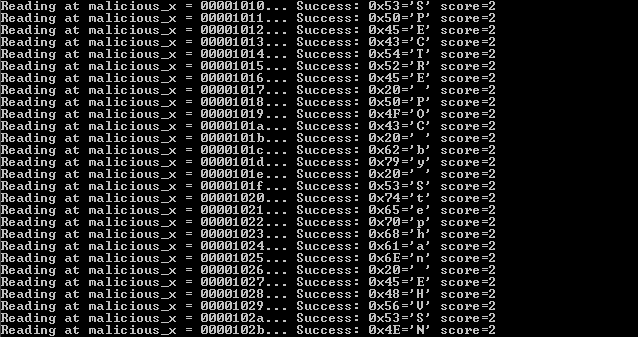 Reading at malicious_x = 00001010... Success: 0x53='S' score=2
Reading at malicious_x = 00001011... Success: 0x50='P' score=2
Reading at malicious_x = 00001012... Success: 0x45='E' score=2
Reading at malicious_x = 00001013... Success: 0x43='C' score=2
Reading at malicious_x = 00001014... Success: 0x54='T' score=2
Reading at malicious_x = 00001015... Success: 0x52='R' score=2
Reading at malicious_x = 00001016... Success: 0x45='E' score=2
Reading at malicious_x = 00001017... Success: 0x20=' ' score=2
Reading at malicious_x = 00001018... Success: 0x50='P' score=2
Reading at malicious_x = 00001019... Success: 0x4F='O' score=2
Reading at malicious_x = 0000101a... Success: 0x43='C' score=2
Reading at malicious_x = 0000101b... Success: 0x20=' ' score=2
Reading at malicious_x = 0000101c... Success: 0x62='b' score=2
Reading at malicious_x = 0000101d... Success: 0x79='y' score=2
Reading at malicious_x = 0000101e... Success: 0x20=' ' score=2
Reading at malicious_x = 0000101f... Success: 0x53='S' score=2
Reading at malicious_x = 00001020... Success: 0x74='t' score=2
Reading at malicious_x = 00001021... Success: 0x65='e' score=2
Reading at malicious_x = 00001022... Success: 0x70='p' score=2
Reading at malicious_x = 00001023... Success: 0x68='h' score=2
Reading at malicious_x = 00001024... Success: 0x61='a' score=2
Reading at malicious_x = 00001025... Success: 0x6E='n' score=2
Reading at malicious_x = 00001026... Success: 0x20=' ' score=2
Reading at malicious_x = 00001027... Success: 0x45='E' score=2
Reading at malicious_x = 00001028... Success: 0x48='H' score=2
Reading at malicious_x = 00001029... Success: 0x56='U' score=2
Reading at malicious_x = 0000102a... Success: 0x53='S' score=2
Reading at malicious_x = 0000102b... Success: 0x4E='N' score=2